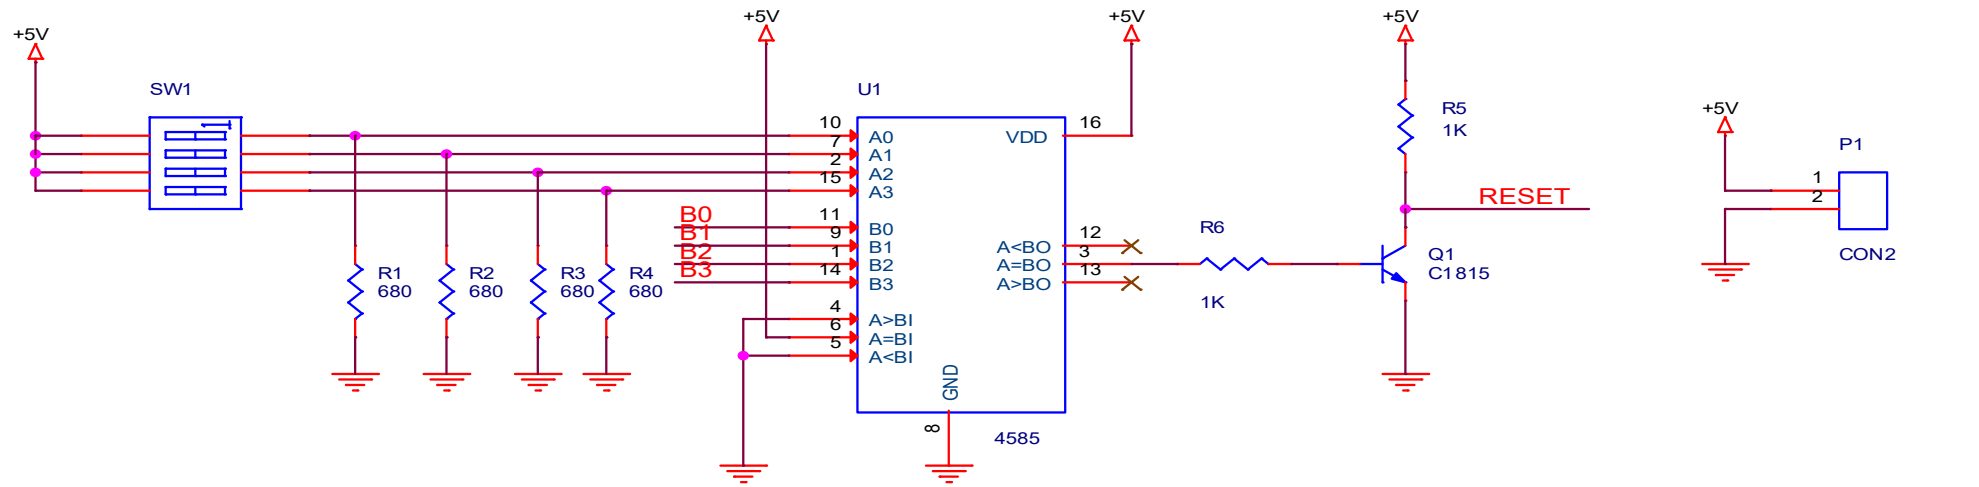 +5V
SW1
R1
680
R2
680
R3
680
R4
680
+5V
U1
10
7
2
15
A0
A1
A2
A3
B0
B1
B2
B3
11
9
1
14
B0
B1
B2
B3
4
6
5
A>BI
A=BI
A<BI
VDD
16
+5V
A<BO
A=BO
A>BO
12
3
13
GND
8
4585
R6
1K
+5V
R5
1K
RESET
Q1
C1815
+5V
P1
1
2
CON2